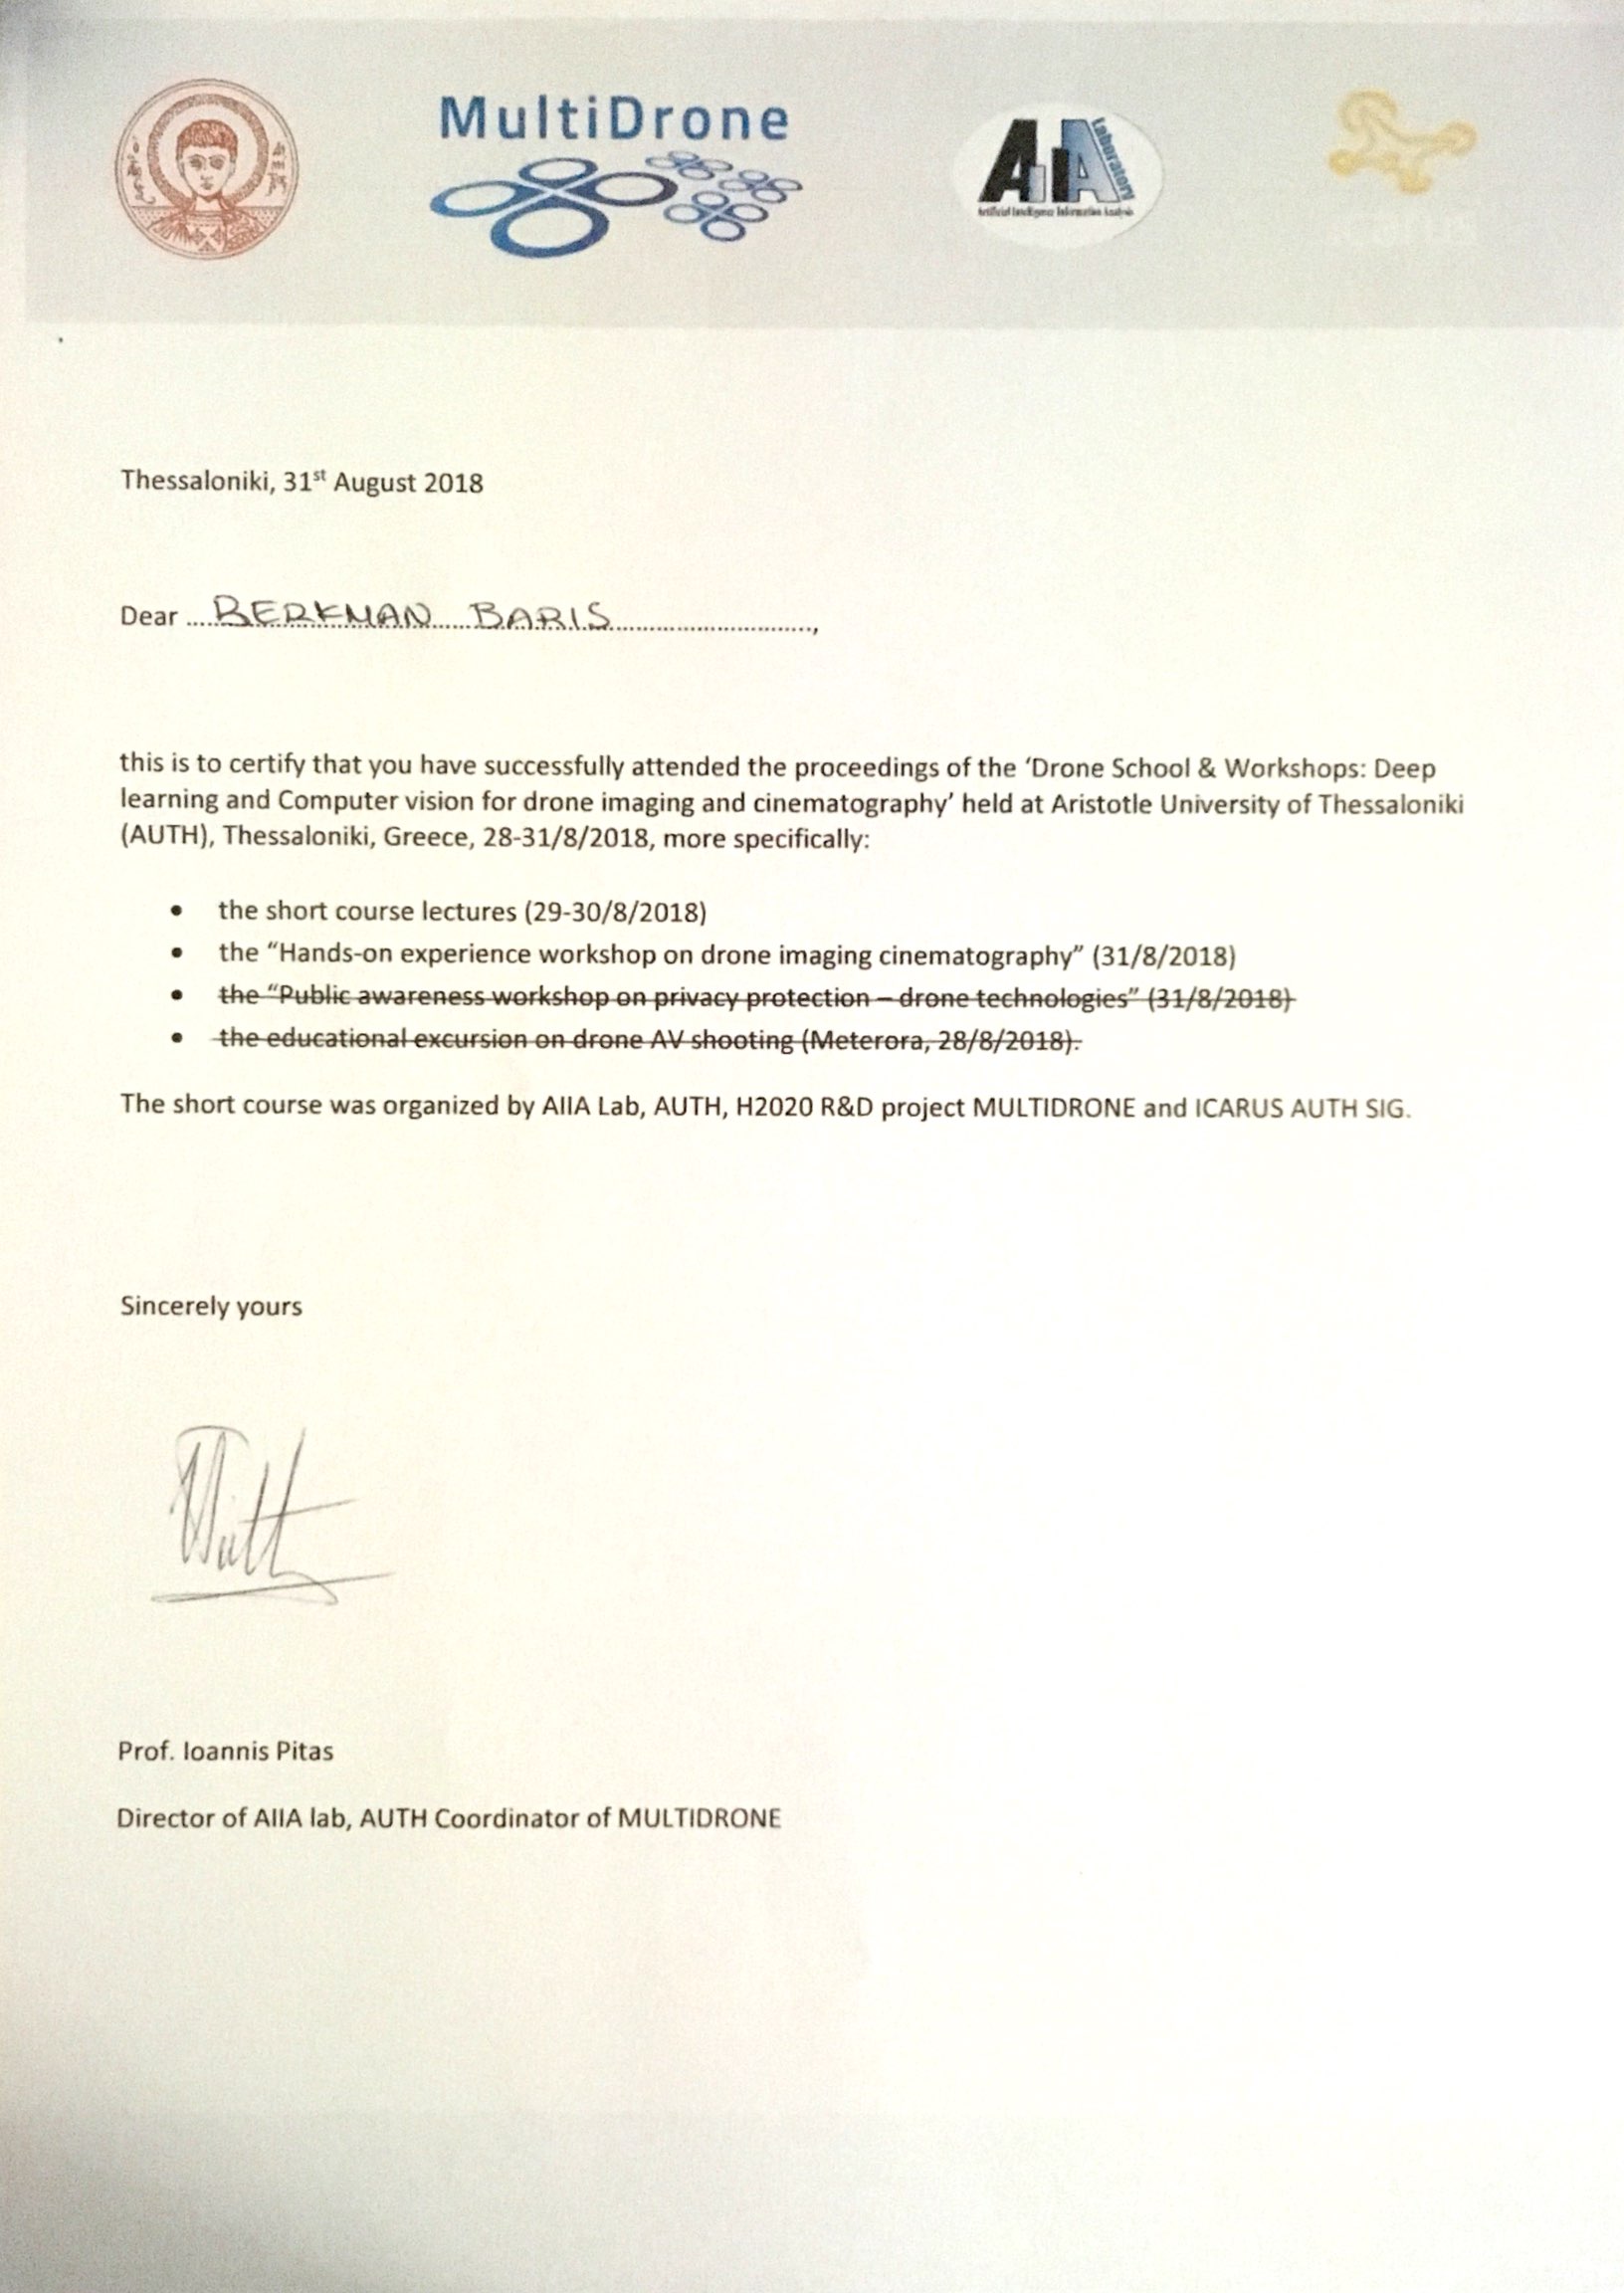 MultiDrone
AIIA
Laboratory
Artificial Intelligence Information Analysis
Thessaloniki, 31st August 2018
Dear ....BERKMAN BARIS....,
this is to certify that you have successfully attended the proceedings of the ‘Drone School & Workshops: Deep
learning and Computer vision for drone imaging and cinematography’ held at Aristotle University of Thessaloniki
(AUTH), Thessaloniki, Greece, 28-31/8/2018, more specifically:
• the short course lectures (29-30/8/2018)
• the “Hands-on experience workshop on drone imaging cinematography” (31/8/2018)
• the “Public awareness workshop on privacy protection – drone technologies” (31/8/2018)
• the educational excursion on drone AV shooting (Meterora, 28/8/2018).
The short course was organized by AIIA Lab, AUTH, H2020 R&D project MULTIDRONE and ICARUS AUTH SIG.
Sincerely yours
Prof. Ioannis Pitas
Director of AIIA lab, AUTH Coordinator of MULTIDRONE